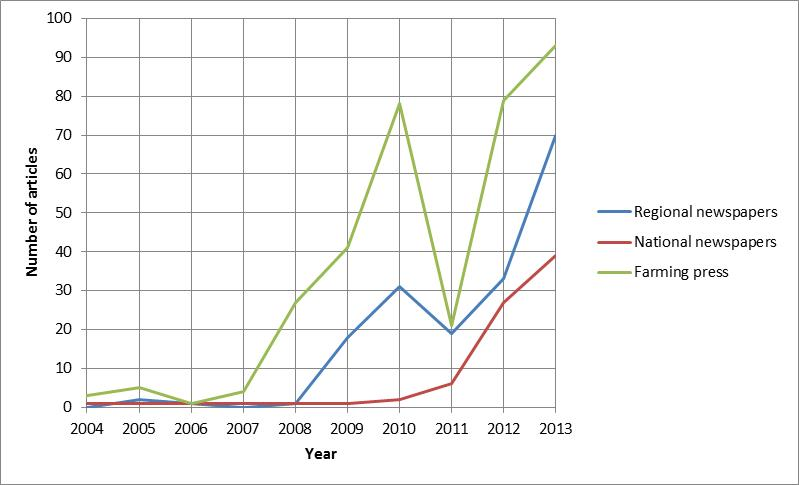 100
90
80
70
60
50
40
30
20
10
0
Number of articles
2004 2005 2006 2007 2008 2009 2010 2011 2012 2013
Year
Regional newspapers
National newspapers
Farming press